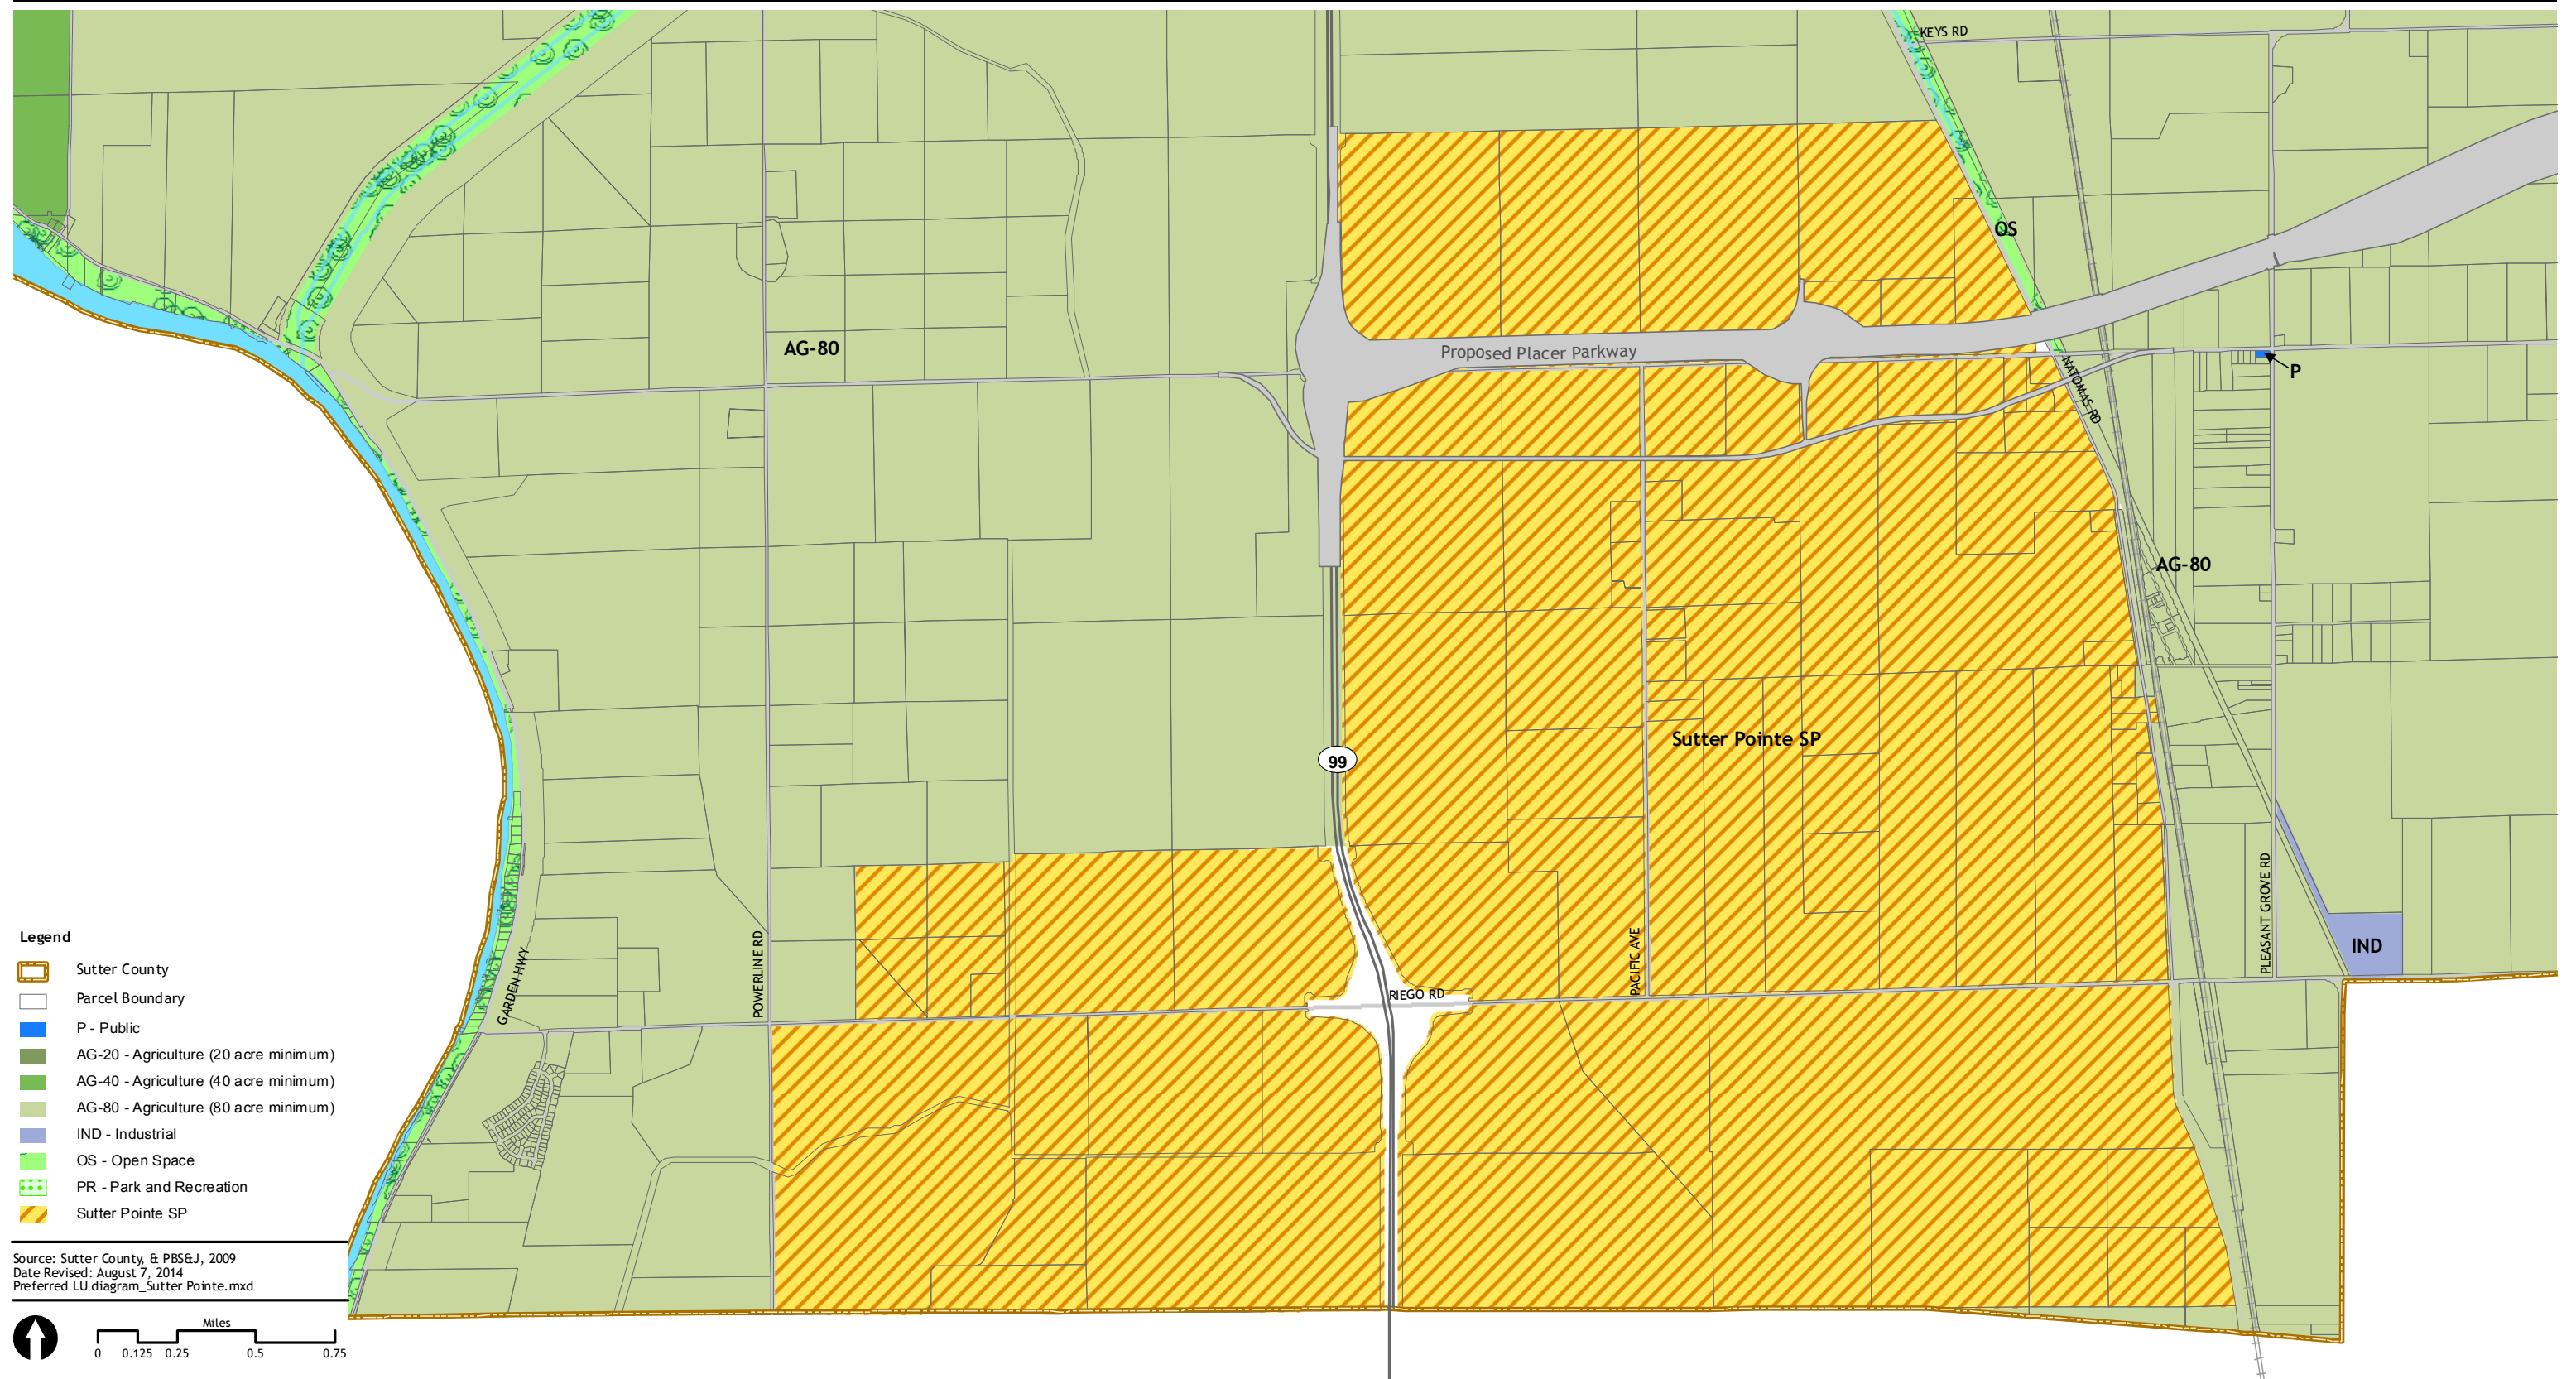 KEYS RD
OS
AG-80
Proposed Placer Parkway
NATOMAS RD
P
AG-80
Sutter Pointe SP
99
PLEASANT GROVE RD
IND
POWERLINE RD
PACIFIC AVE
GARDEN HWY
RIEGO RD
Legend
Sutter County
Parcel Boundary
P - Public
AG-20 - Agriculture (20 acre minimum)
AG-40 - Agriculture (40 acre minimum)
AG-80 - Agriculture (80 acre minimum)
IND - Industrial
OS - Open Space
PR - Park and Recreation
Sutter Pointe SP
Source: Sutter County, & PBS&J, 2009
Date Revised: August 7, 2014
Preferred LU diagram_Sutter Pointe.mxd
Miles
0 0.125 0.25 0.5 0.75